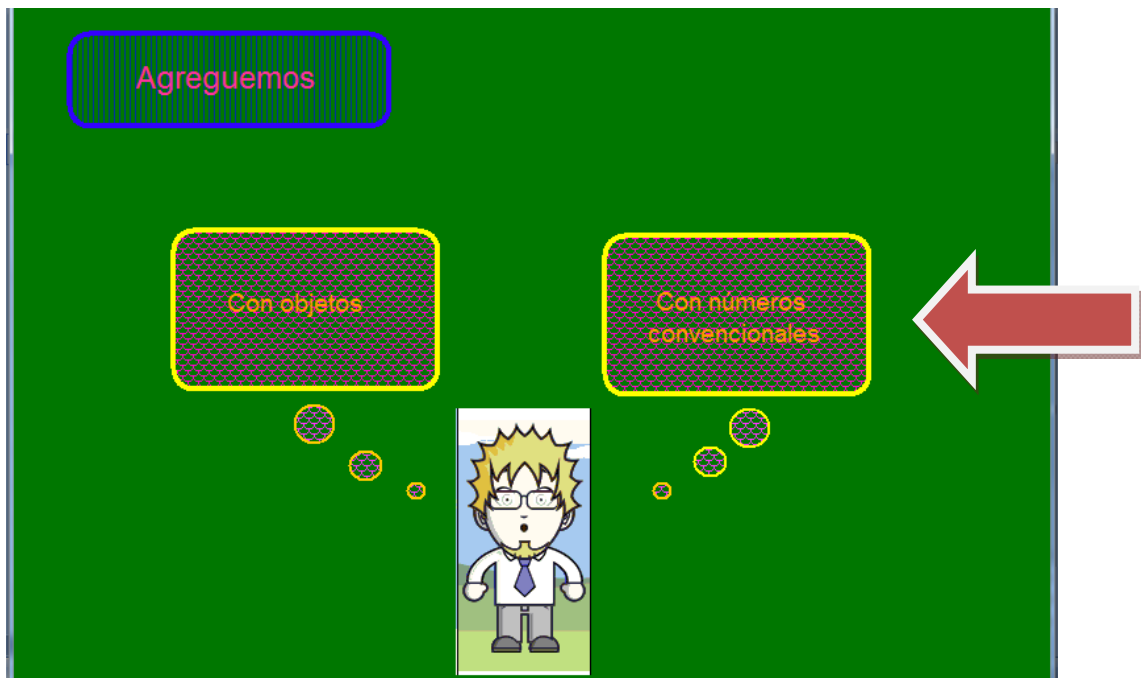 Agreguemos
Con objetos
Con números
convencionales